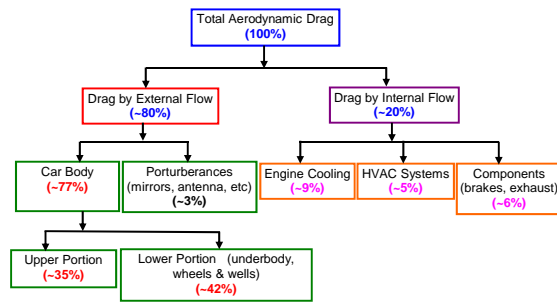 Total Aerodynamic Drag
(100%)
Drag by External Flow
(~80%)
Drag by Internal Flow
(~20%)
Car Body
(~77%)
Porturberances
(mirrors, antenna, etc)
(~3%)
Engine Cooling
(~9%)
HVAC Systems
(~5%)
Components
(brakes, exhaust)
(~6%)
Upper Portion
(~35%)
Lower Portion (underbody,
wheels & wells)
(~42%)